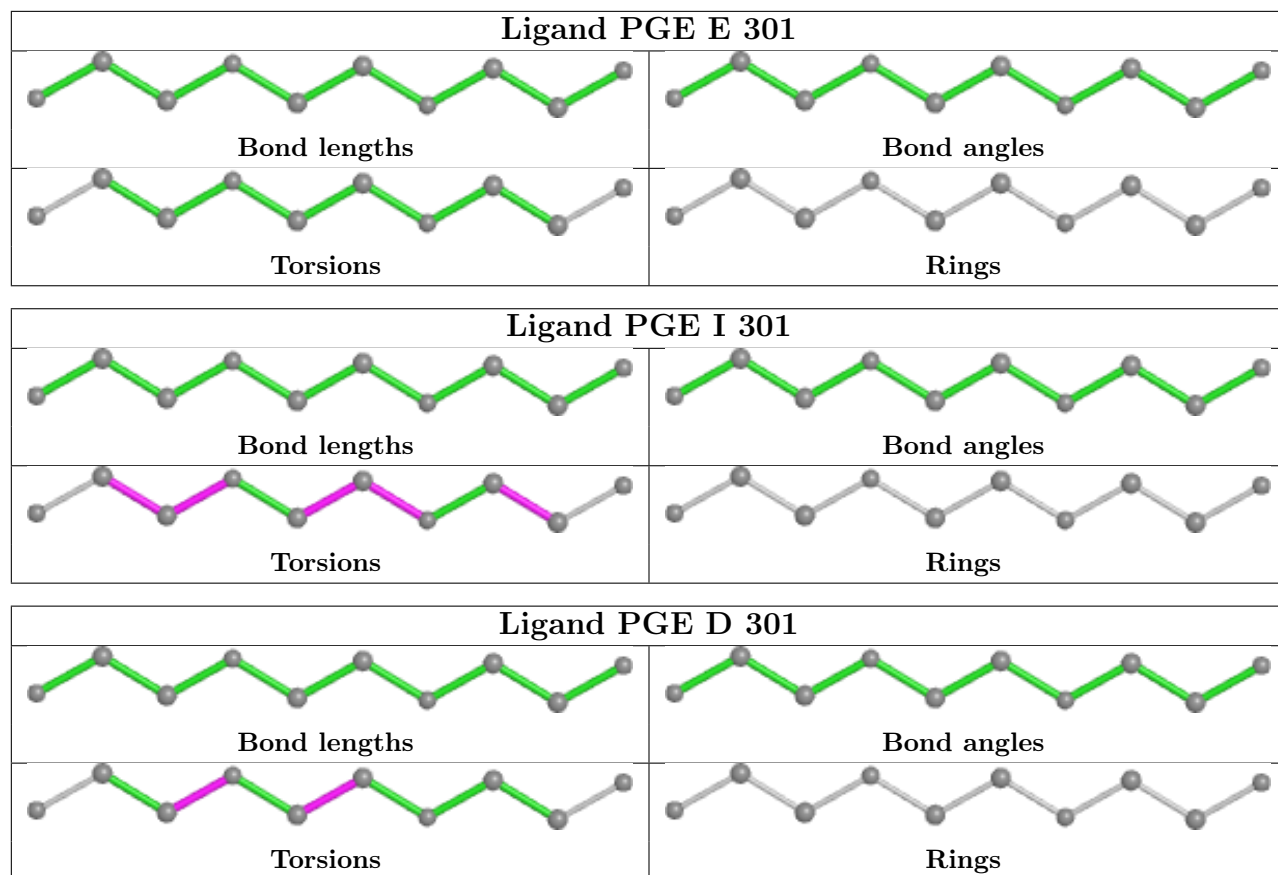 Ligand PGE E 301
Bond lengths
Bond angles
Torsions
Rings
Ligand PGE I 301
Bond lengths
Bond angles
Torsions
Rings
Ligand PGE D 301
Bond lengths
Bond angles
Torsions
Rings